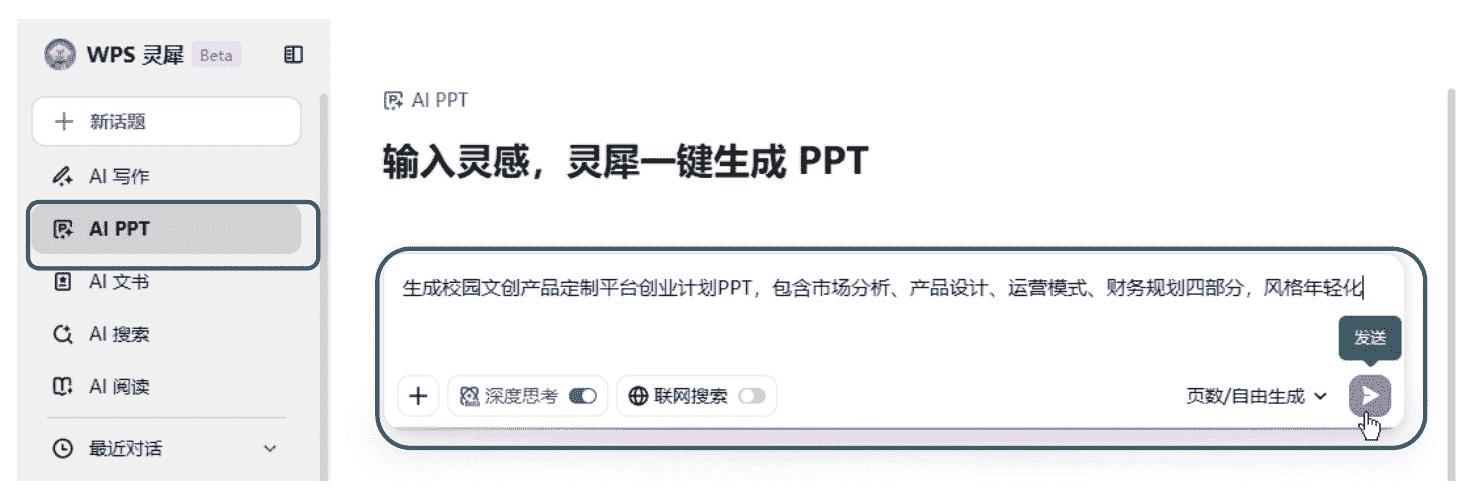 WPS 灵犀 Beta
新话题
AI 写作
AI PPT
AI 文书
AI 搜索
AI 阅读
最近对话
AI PPT
输入灵感，灵犀一键生成 PPT
生成校园文创产品定制平台创业计划PPT，包含市场分析、产品设计、运营模式、财务规划四部分，风格年轻化
发送
深度思考
联网搜索
页数/自由生成